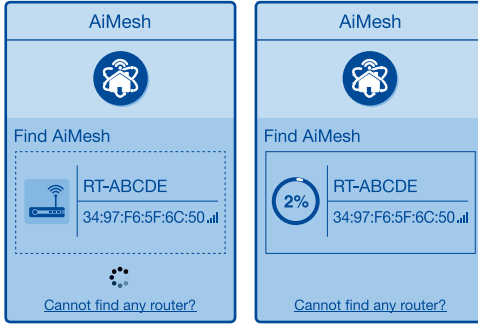 AiMesh
Find AiMesh
RT-ABCDE
34:97:F6:5F:6C:50
Cannot find any router?
AiMesh
Find AiMesh
2%
RT-ABCDE
34:97:F6:5F:6C:50
Cannot find any router?